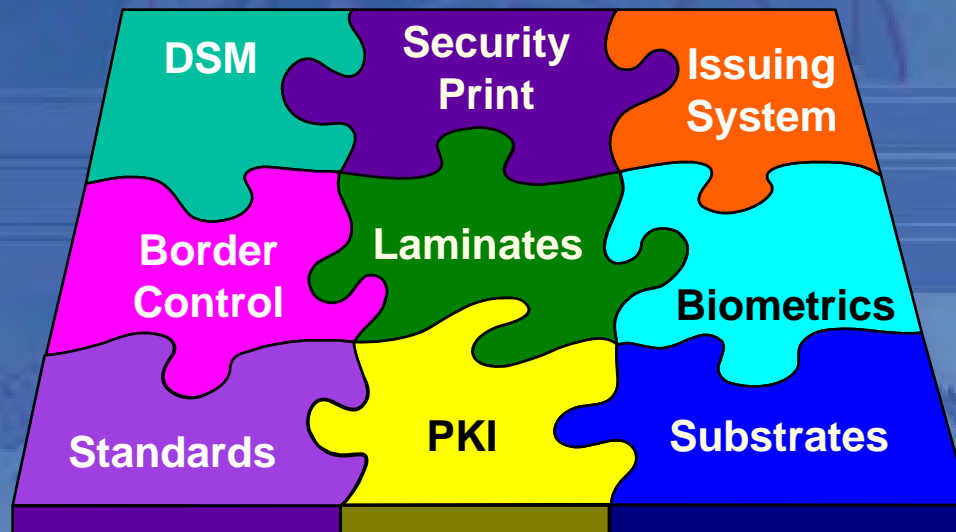 DSM
Security
Print
Issuing
System
Border
Control
Laminates
Biometrics
Standards
PKI
Substrates